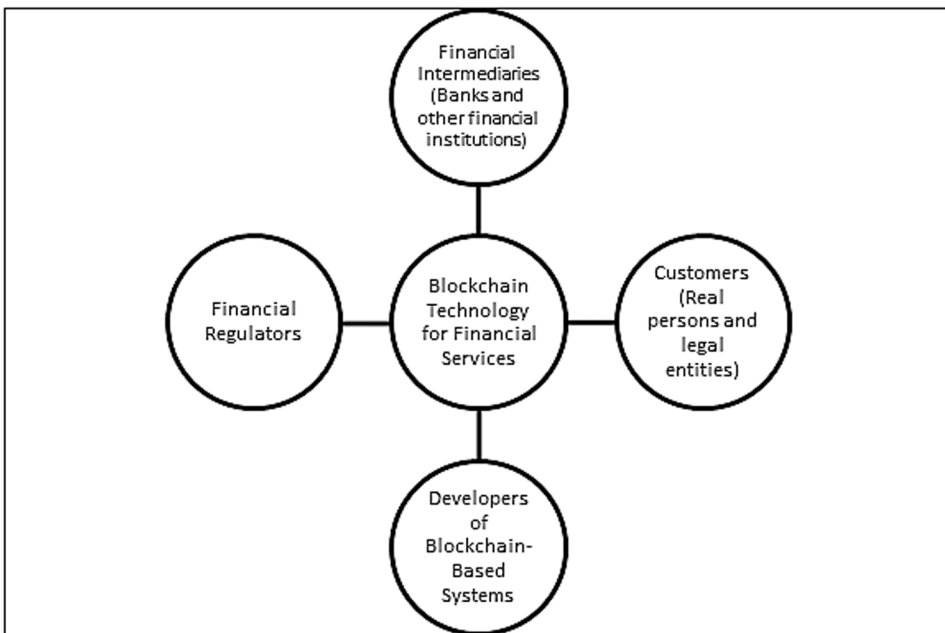 Financial
Intermediaries
(Banks and
other financial
institutions)
Financial
Regulators
Blockchain
Technology
for Financial
Services
Customers
(Real
persons and
legal
entities)
Developers
of
Blockchain-
Based
Systems